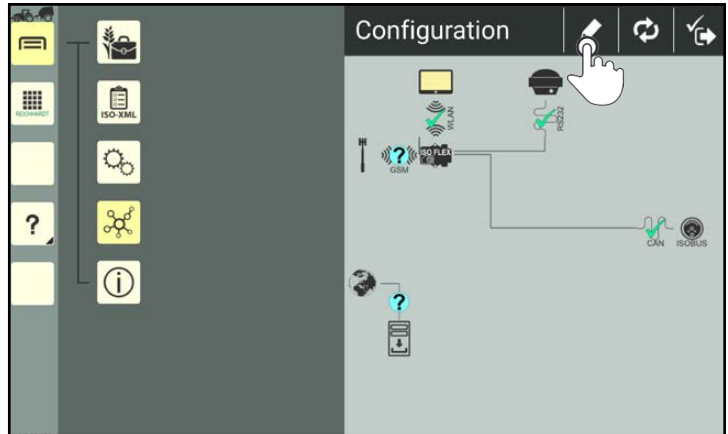 Configuration
REICHHARDT
ISO-XML
WLAN
RS232
?
GSM
ISO FLEX
?
CAN
ISOBUS
?